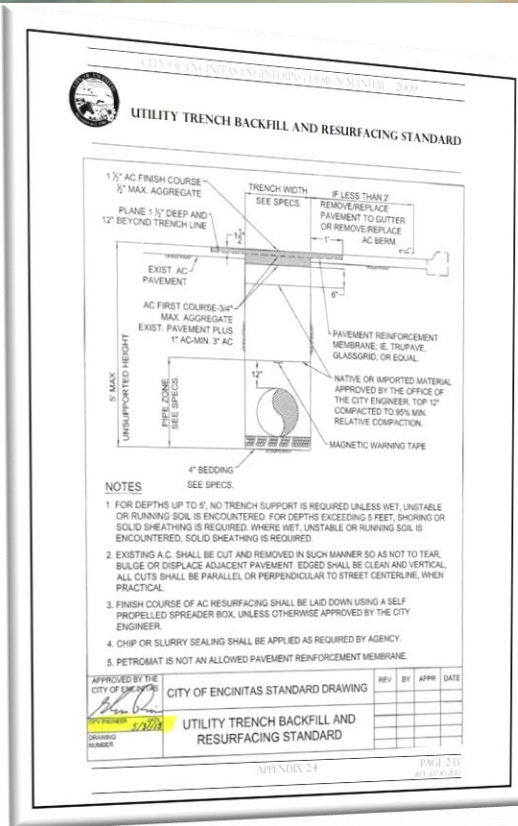 CITY OF ENCINITAS ENGINEERING DESIGN MANUAL 2009
UTILITY TRENCH BACKFILL AND RESURFACING STANDARD
1 ½" AC FINISH COURSE
½" MAX. AGGREGATE
PLANE 1 ½" DEEP AND
12" BEYOND TRENCH LINE
TRENCH WIDTH
SEE SPECS.
IF LESS THAN 2'
REMOVE/REPLACE
PAVEMENT TO GUTTER
OR REMOVE/REPLACE
AC BERM.
1'
EXIST. AC
PAVEMENT
6"
AC FIRST COURSE-3/4"
MAX. AGGREGATE
EXIST. PAVEMENT PLUS
1" AC-MIN. 3" AC
PAVEMENT REINFORCEMENT
MEMBRANE; IE. TRUPAVE,
GLASSGRID, OR EQUAL.
5' MAX
UNSUPPORTED HEIGHT
PIPE ZONE
SEE SPECS.
12"
NATIVE OR IMPORTED MATERIAL
APPROVED BY THE OFFICE OF
THE CITY ENGINEER. TOP 12"
COMPACTED TO 95% MIN.
RELATIVE COMPACTION.
MAGNETIC WARNING TAPE
4" BEDDING
SEE SPECS.
NOTES
1. FOR DEPTHS UP TO 5', NO TRENCH SUPPORT IS REQUIRED UNLESS WET, UNSTABLE
OR RUNNING SOIL IS ENCOUNTERED. FOR DEPTHS EXCEEDING 5 FEET, SHORING OR
SOLID SHEATHING IS REQUIRED. WHERE WET, UNSTABLE OR RUNNING SOIL IS
ENCOUNTERED, SOLID SHEATHING IS REQUIRED.
2. EXISTING A.C. SHALL BE CUT AND REMOVED IN SUCH MANNER SO AS NOT TO TEAR,
BULGE OR DISPLACE ADJACENT PAVEMENT. EDGED SHALL BE CLEAN AND VERTICAL,
ALL CUTS SHALL BE PARALLEL OR PERPENDICULAR TO STREET CENTERLINE, WHEN
PRACTICAL.
3. FINISH COURSE OF AC RESURFACING SHALL BE LAID DOWN USING A SELF
PROPELLED SPREADER BOX, UNLESS OTHERWISE APPROVED BY THE CITY
ENGINEER.
4. CHIP OR SLURRY SEALING SHALL BE APPLIED AS REQUIRED BY AGENCY.
5. PETROMAT IS NOT AN ALLOWED PAVEMENT REINFORCEMENT MEMBRANE.
APPROVED BY THE
CITY OF ENCINITAS
CITY ENGINEER DATE
DRAWING
NUMBER
CITY OF ENCINITAS STANDARD DRAWING
UTILITY TRENCH BACKFILL AND
RESURFACING STANDARD
REV. BY APPR. DATE
APPENDIX 2.4
PAGE 2-13